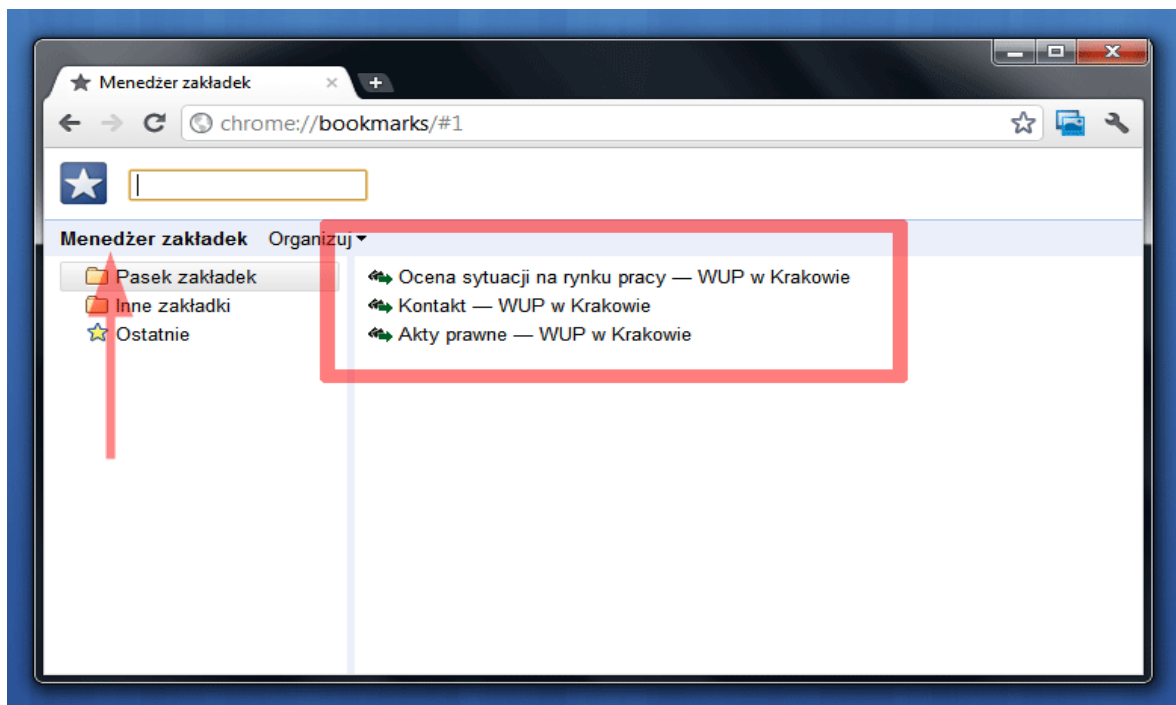 Menedżer zakładek
chrome://bookmarks/#1
Menedżer zakładek Organizuj
Pasek zakładek
Inne zakładki
Ostatnie
Ocena sytuacji na rynku pracy — WUP w Krakowie
Kontakt — WUP w Krakowie
Akty prawne — WUP w Krakowie